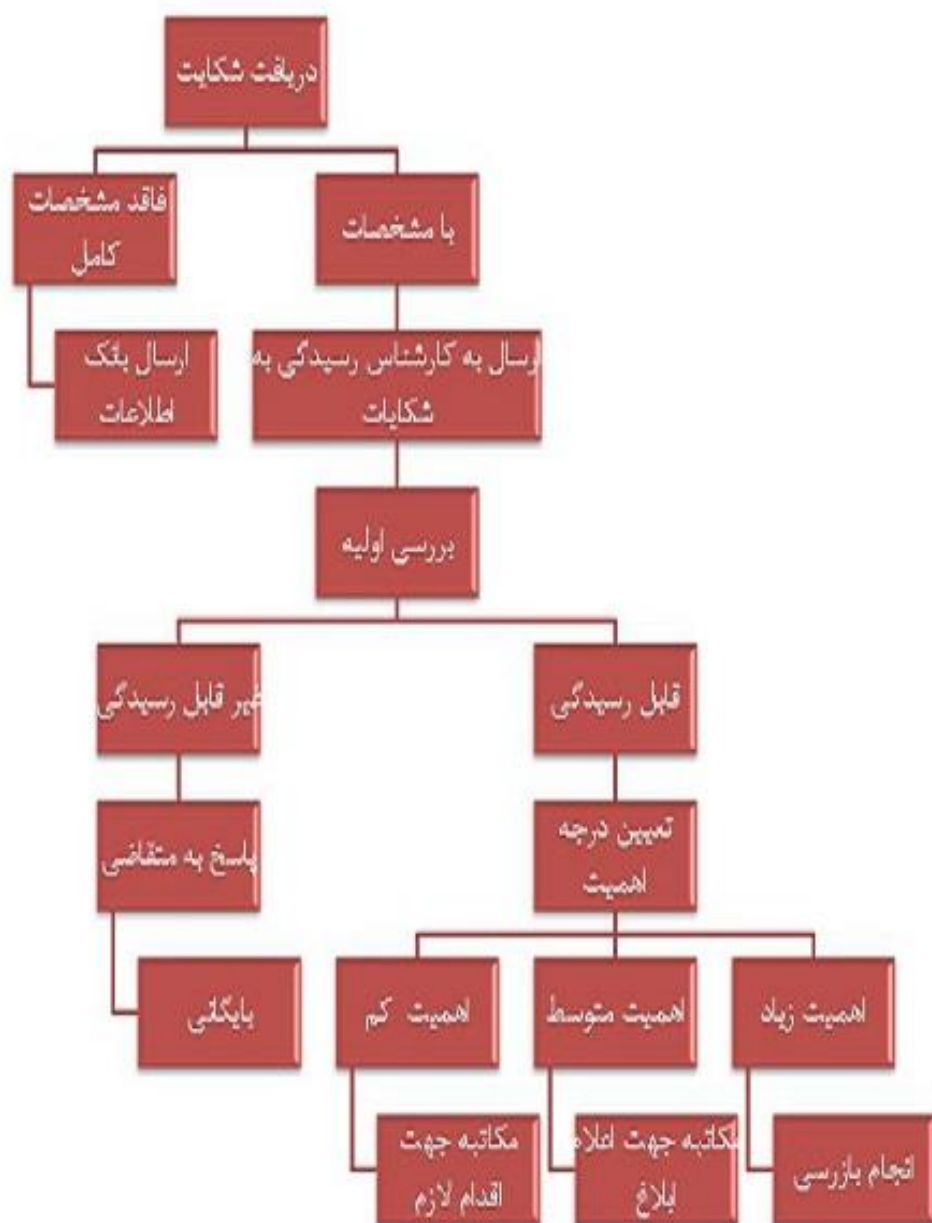 دریافت شکایت
با مشخصات
فاقد مشخصات
کامل
ارسال به کارشناس رسیدگی به
شکایات
ارسال بانک
اطلاعات
بررسی اولیه
قابل رسیدگی
غیر قابل رسیدگی
تعیین درجه
اهمیت
پاسخ به متقاضی
اهمیت زیاد
اهمیت متوسط
اهمیت کم
بایگانی
انجام بازرسی
مکاتبه جهت اعلام
ابلاغ
مکاتبه جهت
اقدام لازم